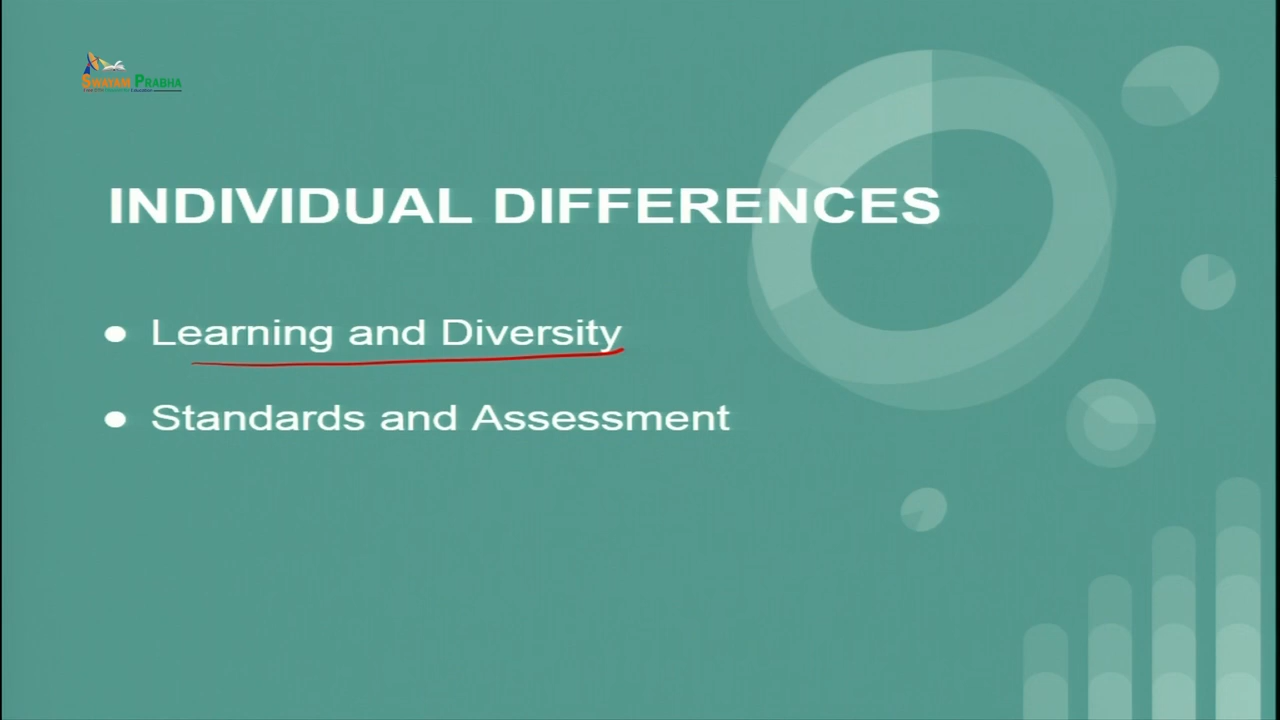 SWAYAM PRABHA
INDIVIDUAL DIFFERENCES
Learning and Diversity
Standards and Assessment